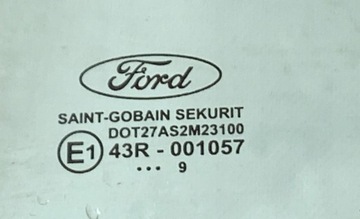 Ford
SAINT-GOBAIN SEKURIT
DOT27AS2M23100
E1 43R - 001057
... 9